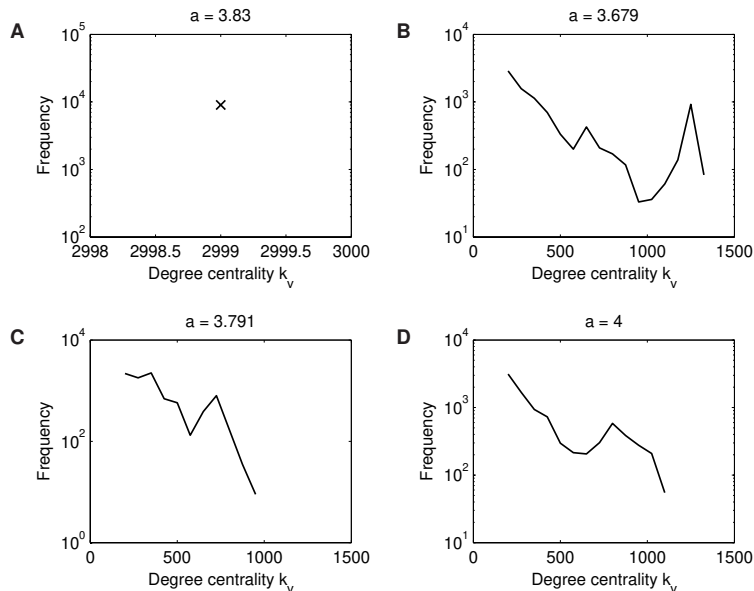 A
a = 3.83
10^5
10^4
10^3
10^2
Frequency
2998
2998.5
2999
2999.5
3000
Degree centrality k_v
B
a = 3.679
10^4
10^3
10^2
10^1
Frequency
0
500
1000
1500
Degree centrality k_v
C
a = 3.791
10^4
10^2
10^0
Frequency
0
500
1000
1500
Degree centrality k_v
D
a = 4
10^4
10^3
10^2
10^1
Frequency
0
500
1000
1500
Degree centrality k_v